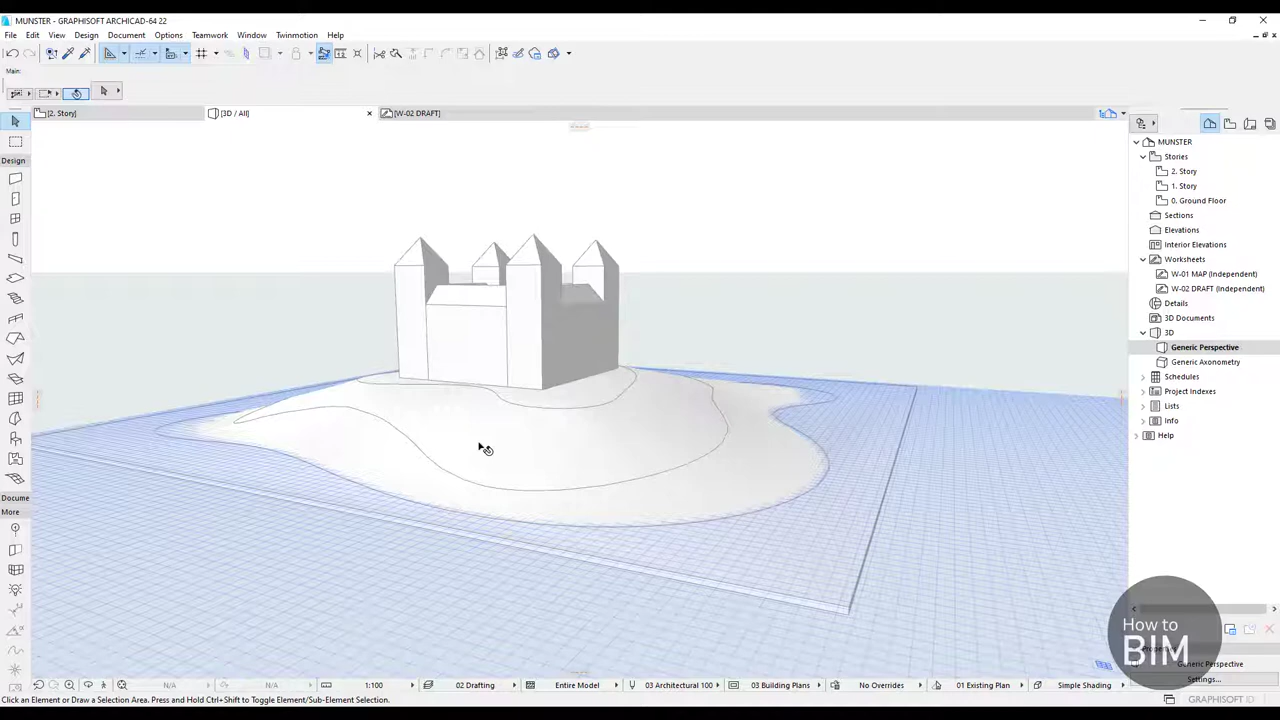 MUNSTER - GRAPHISOFT ARCHICAD-64 22
File Edit View Design Document Options Teamwork Window Twinmotion Help
Main:
[2. Story]
[3D / All]
[W-02 DRAFT]
Design
Docume
More
MUNSTER
Stories
2. Story
1. Story
0. Ground Floor
Sections
Elevations
Interior Elevations
Worksheets
W-01 MAP (Independent)
W-02 DRAFT (Independent)
Details
3D Documents
3D
Generic Perspective
Generic Axonometry
Schedules
Project Indexes
Lists
Info
Help
How to
BIM
Generic Perspective
Settings...
N/A
N/A
1:100
02 Drafting
Entire Model
03 Architectural 100
03 Building Plans
No Overrides
01 Existing Plan
Simple Shading
Click an Element or Draw a Selection Area. Press and Hold Ctrl+Shift to Toggle Element/Sub-Element Selection.
GRAPHISOFT ID